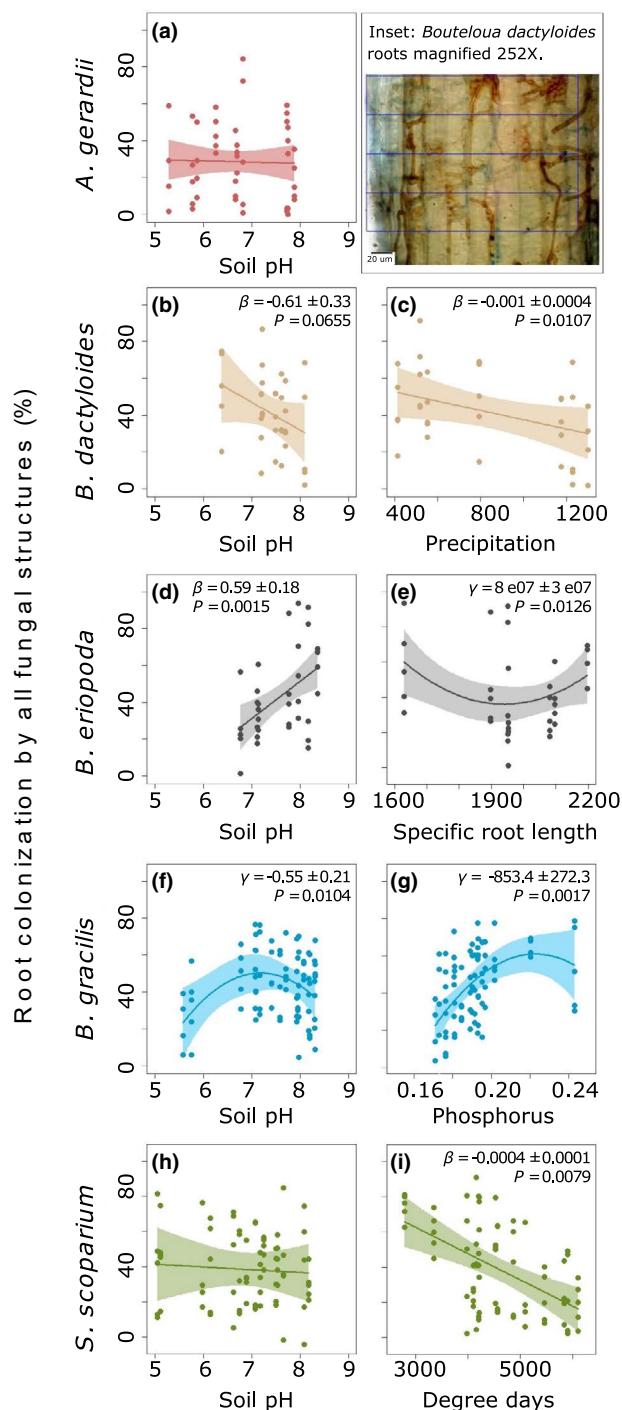 Root colonization by all fungal structures (%)
(a)
A. gerardii
80
40
0
5 6 7 8 9
Soil pH
Inset: Bouteloua dactyloides
roots magnified 252X.
20 um
(b)
β = -0.61 ±0.33
P = 0.0655
B. dactyloides
80
40
0
5 6 7 8 9
Soil pH
(c)
β = -0.001 ±0.0004
P = 0.0107
400 800 1200
Precipitation
(d)
β = 0.59 ±0.18
P = 0.0015
B. eriopoda
80
40
0
5 6 7 8 9
Soil pH
(e)
γ = 8 e07 ±3 e07
P = 0.0126
1600 1900 2200
Specific root length
(f)
γ = -0.55 ±0.21
P = 0.0104
B. gracilis
80
40
0
5 6 7 8 9
Soil pH
(g)
γ = -853.4 ±272.3
P = 0.0017
0.16 0.20 0.24
Phosphorus
(h)
S. scoparium
80
40
0
5 6 7 8 9
Soil pH
(i)
β = -0.0004 ±0.0001
P = 0.0079
3000 5000
Degree days